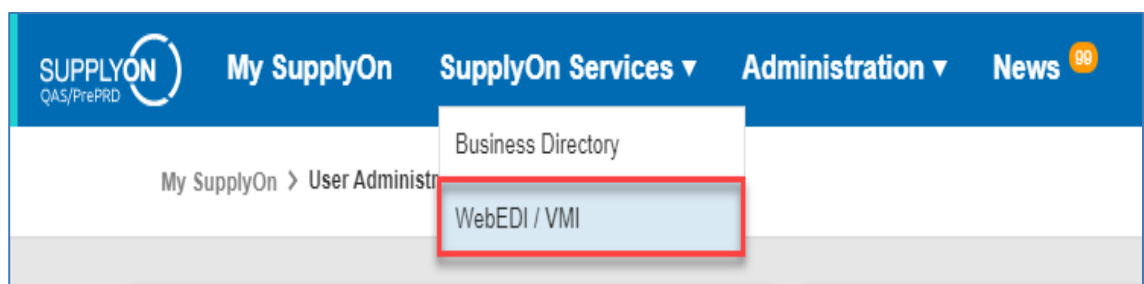 SUPPLYON
QAS/PrePRD
My SupplyOn SupplyOn Services ▾ Administration ▾ News 99
Business Directory
My SupplyOn > User Administr
WebEDI / VMI